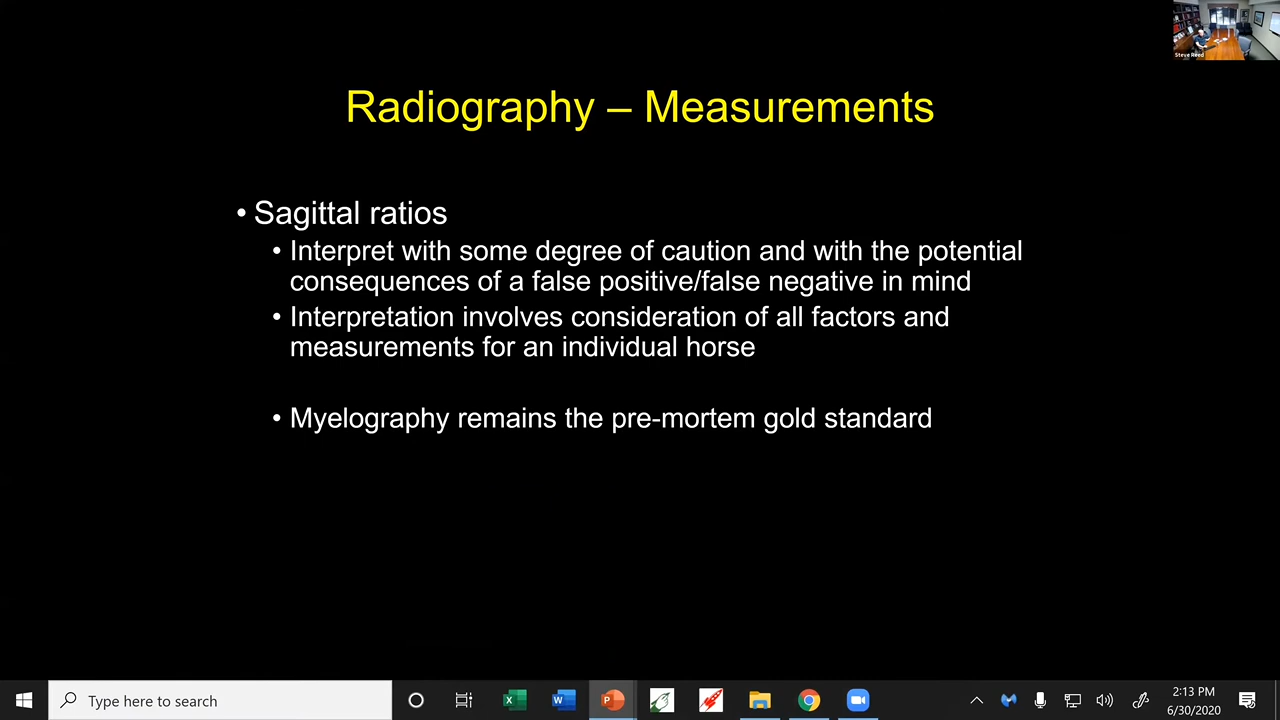 Steve Reed
Radiography – Measurements
• Sagittal ratios
• Interpret with some degree of caution and with the potential
consequences of a false positive/false negative in mind
• Interpretation involves consideration of all factors and
measurements for an individual horse
• Myelography remains the pre-mortem gold standard
Type here to search
2:13 PM
6/30/2020